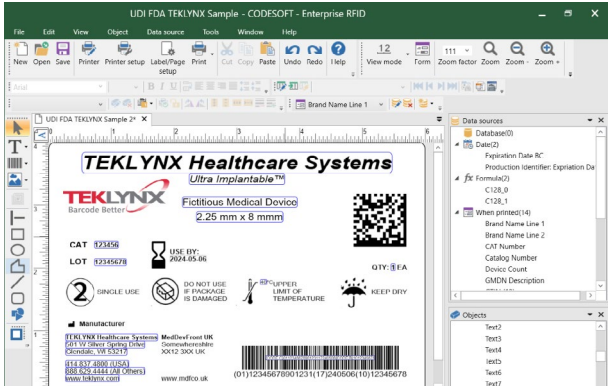 UDI FDA TEKLYNX Sample - CODESOFT - Enterprise RFID
File Edit View Object Data source Tools Window Help
New Open Save Printer Printer setup Label/Page setup Print Cut Copy Paste Undo Redo Help View mode Form Zoom factor Zoom Zoom - Zoom +
111
Arial
B I U
Brand Name Line 1
UDI FDA TEKLYNX Sample 2*
Data sources
Database(0)
Date(2)
Expiration Date BC
Production Identifier: Expriation Da
fx Formula(2)
C128_0
C128_1
When printed(14)
Brand Name Line 1
Brand Name Line 2
CAT Number
Catalog Number
Device Count
GMDN Description
Objects
Text2
Text3
Text4
Text5
Text6
Text7
TEKLYNX Healthcare Systems
Ultra Implantable™
TEKLYNX
Barcode Better
Fictitious Medical Device
2.25 mm x 8 mmm
CAT 123456
LOT 12345678
USE BY:
2024-05-06
QTY: 1 EA
2 SINGLE USE
DO NOT USE
IF PACKAGE
IS DAMAGED
UPPER
LIMIT OF
TEMPERATURE
KEEP DRY
Manufacturer
TEKLYNX Healthcare Systems
501 W Silver Spring Drive
Glendale, WI 53217
414.837.4800 (USA)
888.629.4444 (All Others)
www.teklynx.com
MedDevFront UK
Somewhereshire
XX12 3XX UK
www.mdfco.uk
(01)12345678901231(17)240506(10)12345678